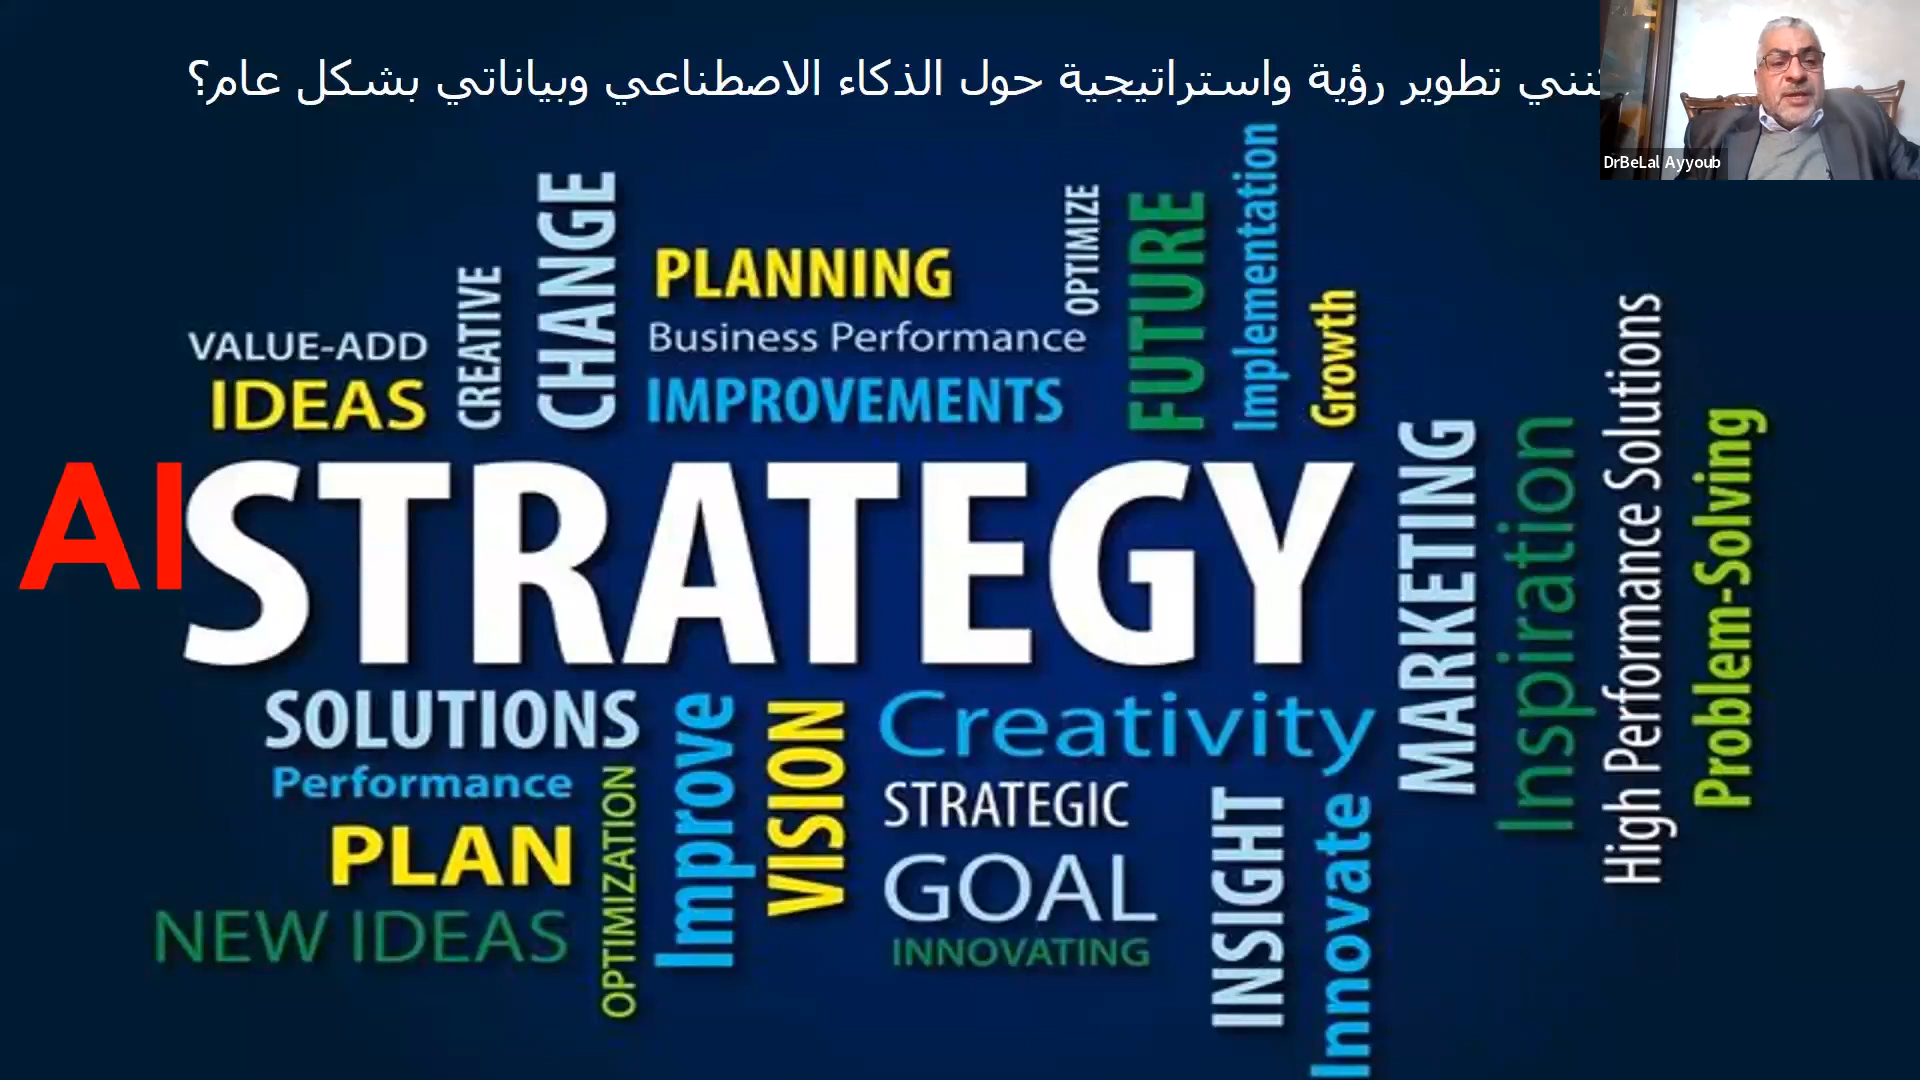 تطوير رؤية واستراتيجية حول الذكاء الاصطناعي وبياناتي بشكل عام؟
DrBeLal Ayyoub
CHANGE
PLANNING
OPTIMIZE
FUTURE
Implementation
Growth
CREATIVE
VALUE-ADD
IDEAS
Business Performance
IMPROVEMENTS
AI STRATEGY
MARKETING
Inspiration
High Performance Solutions
Problem-Solving
SOLUTIONS
Performance
PLAN
NEW IDEAS
OPTIMIZATION
Improve
VISION
Creativity
STRATEGIC
GOAL
INNOVATING
INSIGHT
Innovate